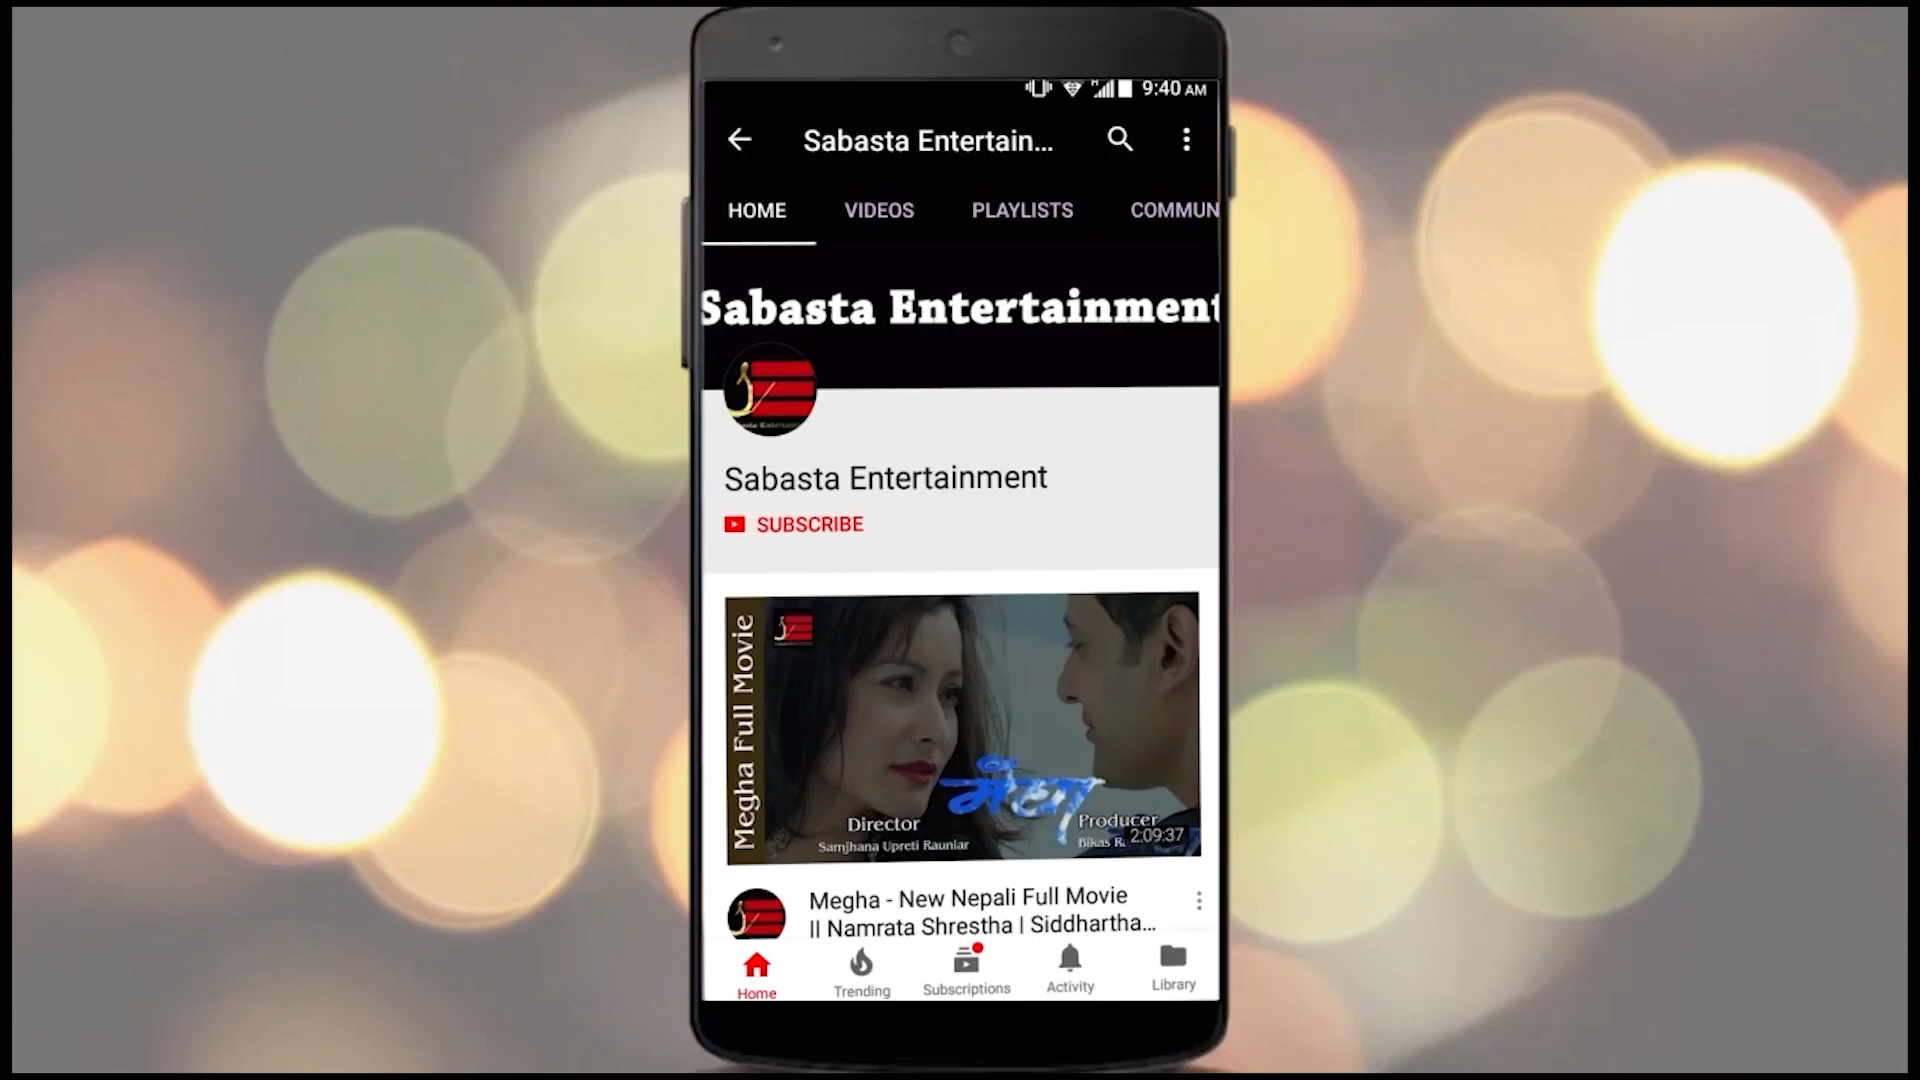 9:40 AM
Sabasta Entertain...
HOME VIDEOS PLAYLISTS COMMUN
Sabasta Entertainment
Sabasta Entertainment
SUBSCRIBE
Megha Full Movie
मेघा
Director
Samjhana Upreti Rauniar
Producer
Bikas
2:09:37
Megha - New Nepali Full Movie
|| Namrata Shrestha | Siddhartha...
Home Trending Subscriptions Activity Library